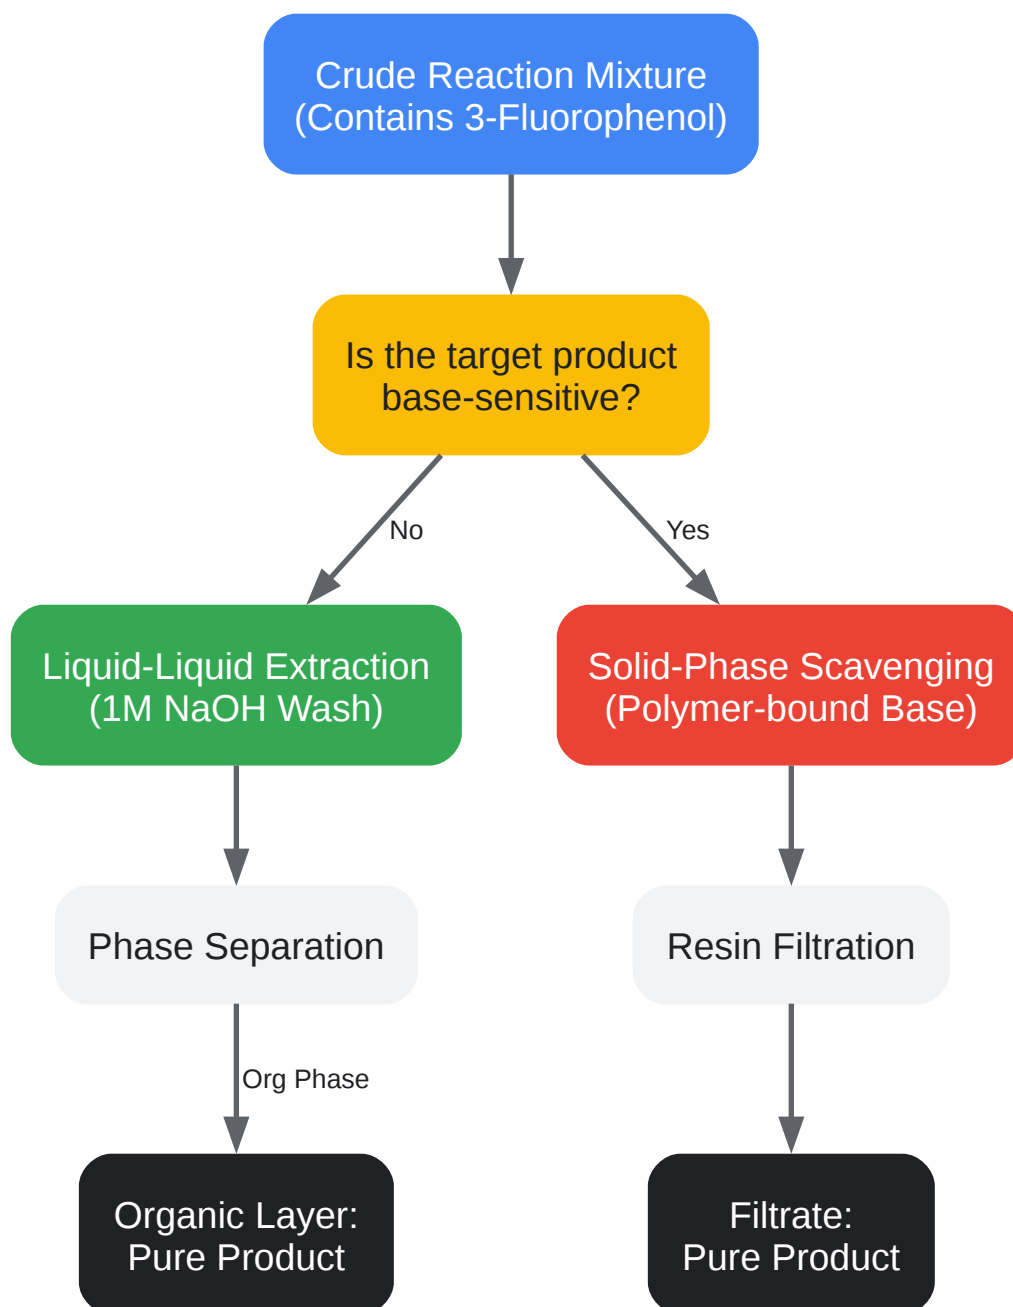 Crude Reaction Mixture
(Contains 3-Fluorophenol)
Is the target product
base-sensitive?
No
Yes
Liquid-Liquid Extraction
(1M NaOH Wash)
Solid-Phase Scavenging
(Polymer-bound Base)
Phase Separation
Resin Filtration
Org Phase
Organic Layer:
Pure Product
Filtrate:
Pure Product